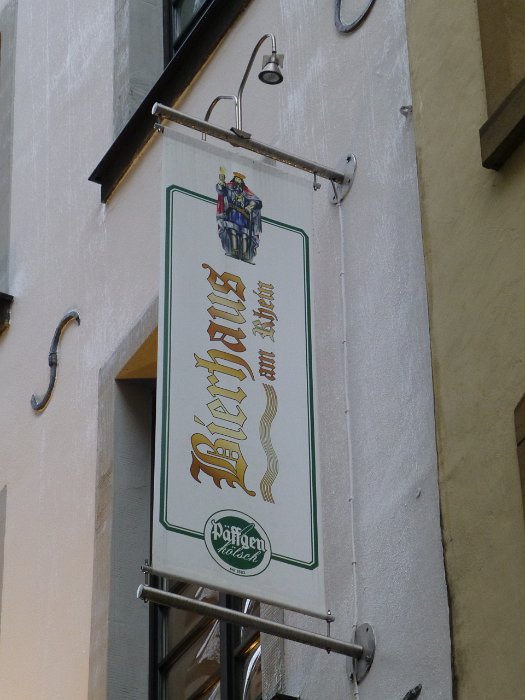 Bierhaus
am Rhein
Päffgen
kölsch